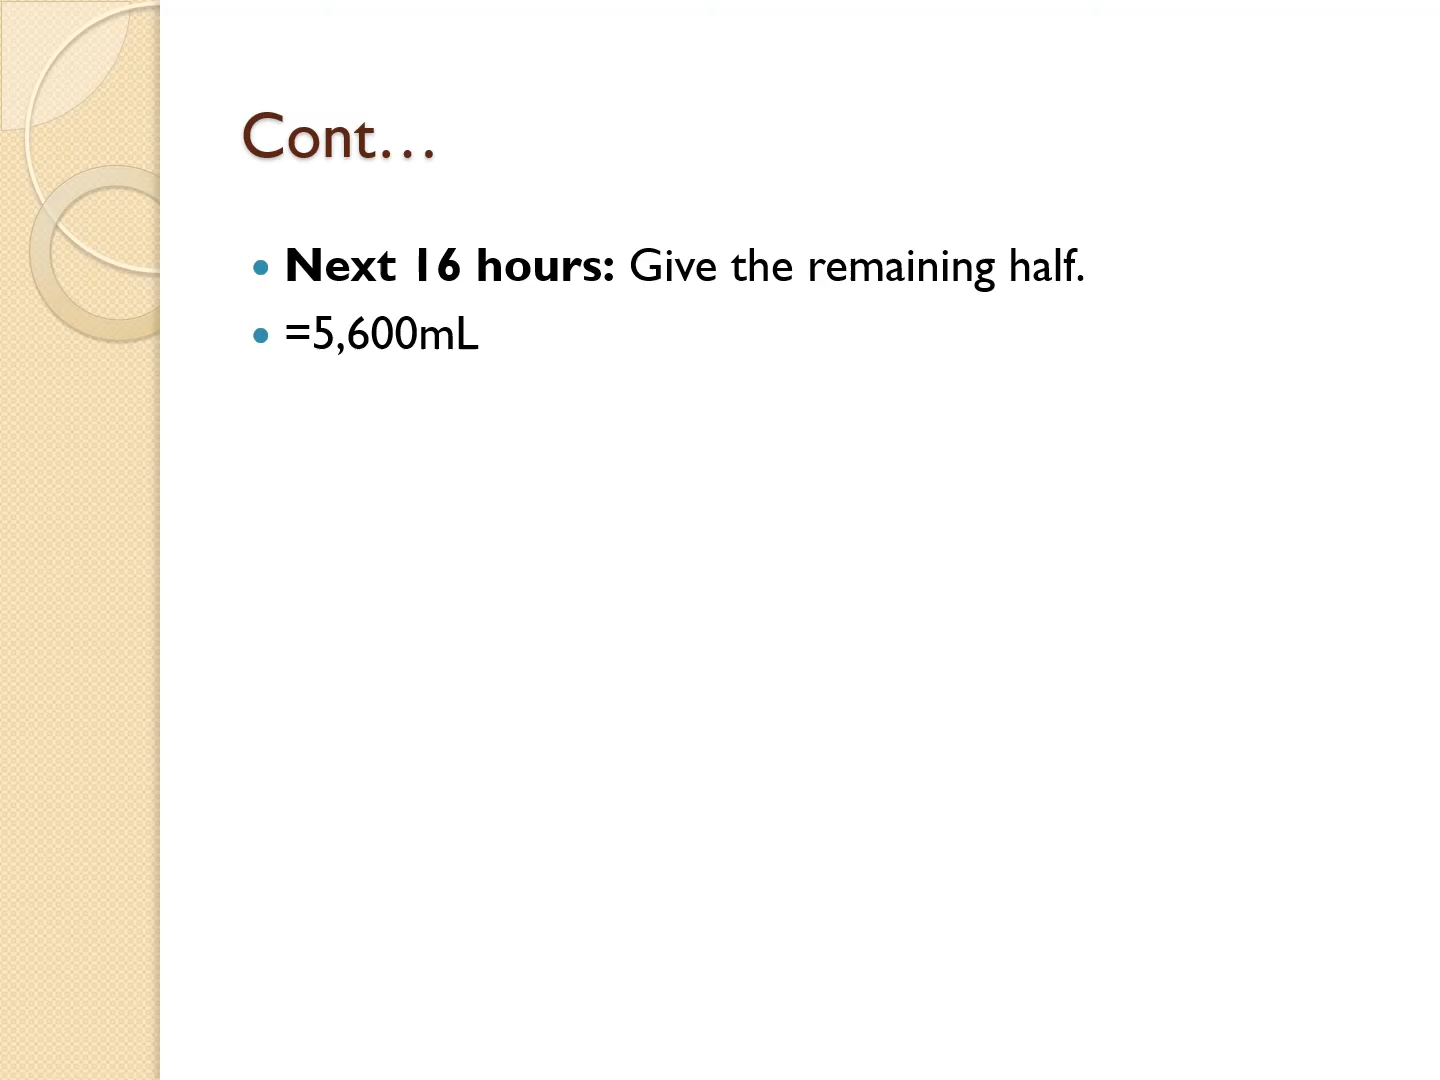 Cont…
• Next 16 hours: Give the remaining half.
• =5,600mL